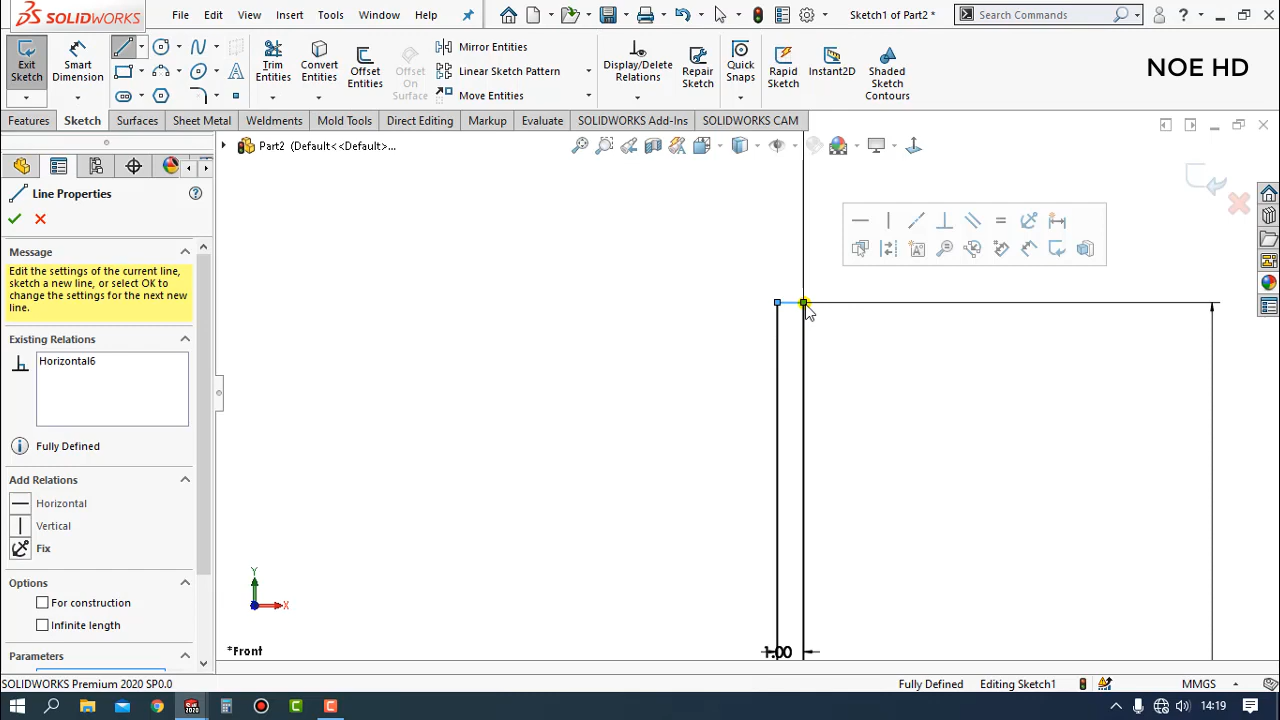 SOLIDWORKS File Edit View Insert Tools Window Help Sketch1 of Part2 * Search Commands ?
Exit Sketch
Smart Dimension
Trim Entities
Convert Entities
Offset Entities
Offset On Surface
Mirror Entities
Linear Sketch Pattern
Move Entities
Display/Delete Relations
Repair Sketch
Quick Snaps
Rapid Sketch
Instant2D
Shaded Sketch Contours
NOE HD
Features Sketch Surfaces Sheet Metal Weldments Mold Tools Direct Editing Markup Evaluate SOLIDWORKS Add-Ins SOLIDWORKS CAM
Part2 (Default<<Default>...
Line Properties ?
Message
Edit the settings of the current line, sketch a new line, or select OK to change the settings for the next new line.
Existing Relations
Horizontal6
Fully Defined
Add Relations
Horizontal
Vertical
Fix
Options
For construction
Infinite length
Parameters
Y
X
*Front
1.00
SOLIDWORKS Premium 2020 SP0.0 Fully Defined Editing Sketch1 MMGS
14:19